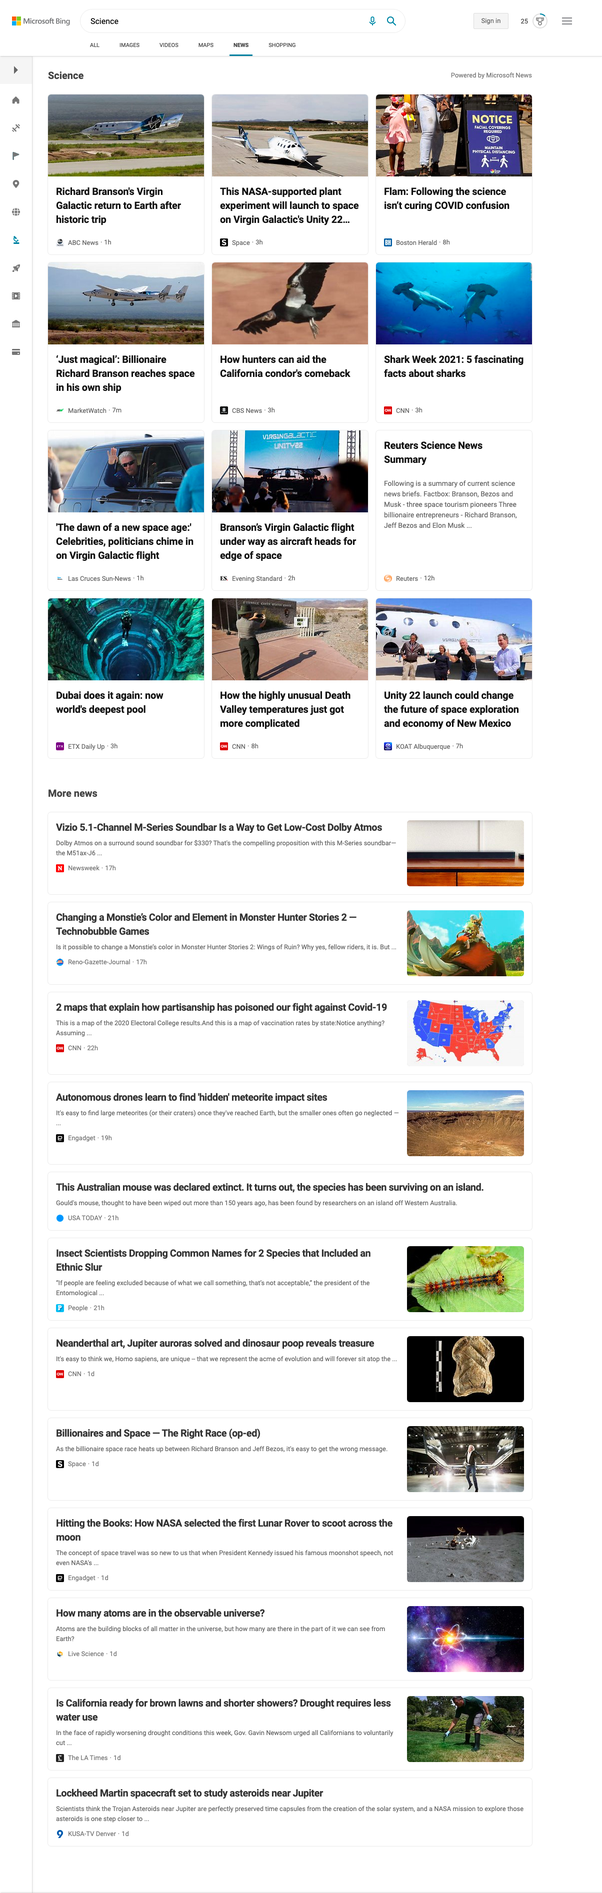 Microsoft Bing
Science
Sign in
25
ALL IMAGES VIDEOS MAPS NEWS SHOPPING
Science
Powered by Microsoft News
NOTICE
FACIAL COVERINGS
REQUIRED
MAINTAIN
PHYSICAL DISTANCING
Richard Branson's Virgin
Galactic return to Earth after
historic trip
ABC News · 1h
This NASA-supported plant
experiment will launch to space
on Virgin Galactic's Unity 22...
Space · 3h
Flam: Following the science
isn't curing COVID confusion
Boston Herald · 8h
'Just magical': Billionaire
Richard Branson reaches space
in his own ship
MarketWatch · 7m
How hunters can aid the
California condor's comeback
CBS News · 3h
Shark Week 2021: 5 fascinating
facts about sharks
CNN · 3h
VIRGIN GALACTIC
UNITY22
'The dawn of a new space age:'
Celebrities, politicians chime in
on Virgin Galactic flight
Las Cruces Sun-News · 1h
Branson's Virgin Galactic flight
under way as aircraft heads for
edge of space
ES
Evening Standard · 2h
Reuters Science News
Summary
Following is a summary of current science
news briefs. Factbox: Branson, Bezos and
Musk - three space tourism pioneers Three
billionaire entrepreneurs - Richard Branson,
Jeff Bezos and Elon Musk ...
Reuters · 12h
Dubai does it again: now
world's deepest pool
ETX Daily Up · 3h
How the highly unusual Death
Valley temperatures just got
more complicated
CNN · 8h
Unity 22 launch could change
the future of space exploration
and economy of New Mexico
KOAT Albuquerque · 7h
More news
Vizio 5.1-Channel M-Series Soundbar Is a Way to Get Low-Cost Dolby Atmos
Dolby Atmos on a surround sound soundbar for $330? That's the compelling proposition with this M-Series soundbar—
the M51ax-J6 ...
Newsweek · 17h
Changing a Monstie's Color and Element in Monster Hunter Stories 2 —
Technobubble Games
Is it possible to change a Monstie's color in Monster Hunter Stories 2: Wings of Ruin? Why yes, fellow riders, it is. But ...
Reno-Gazette-Journal · 17h
2 maps that explain how partisanship has poisoned our fight against Covid-19
This is a map of the 2020 Electoral College results.And this is a map of vaccination rates by state:Notice anything?
Assuming ...
CNN · 22h
Autonomous drones learn to find 'hidden' meteorite impact sites
It's easy to find large meteorites (or their craters) once they've reached Earth, but the smaller ones often go neglected —
...
Engadget · 19h
This Australian mouse was declared extinct. It turns out, the species has been surviving on an island.
Gould's mouse, thought to have been wiped out more than 150 years ago, has been found by researchers on an island off Western Australia.
USA TODAY · 21h
Insect Scientists Dropping Common Names for 2 Species that Included an
Ethnic Slur
"If people are feeling excluded because of what we call something, that's not acceptable," the president of the
Entomological ...
People · 21h
Neanderthal art, Jupiter auroras solved and dinosaur poop reveals treasure
It's easy to think we, Homo sapiens, are unique -- that we represent the acme of evolution and will forever sit atop the ...
CNN · 1d
Billionaires and Space — The Right Race (op-ed)
As the billionaire space race heats up between Richard Branson and Jeff Bezos, it's easy to get the wrong message.
Space · 1d
Hitting the Books: How NASA selected the first Lunar Rover to scoot across the
moon
The concept of space travel was so new to us that when President Kennedy issued his famous moonshot speech, not
even NASA's ...
Engadget · 1d
How many atoms are in the observable universe?
Atoms are the building blocks of all matter in the universe, but how many are there in the part of it we can see from
Earth?
Live Science · 1d
Is California ready for brown lawns and shorter showers? Drought requires less
water use
In the face of rapidly worsening drought conditions this week, Gov. Gavin Newsom urged all Californians to voluntarily
cut ...
The LA Times · 1d
Lockheed Martin spacecraft set to study asteroids near Jupiter
Scientists think the Trojan Asteroids near Jupiter are perfectly preserved time capsules from the creation of the solar system, and a NASA mission to explore those
asteroids is one step closer to ...
KUSA-TV Denver · 1d